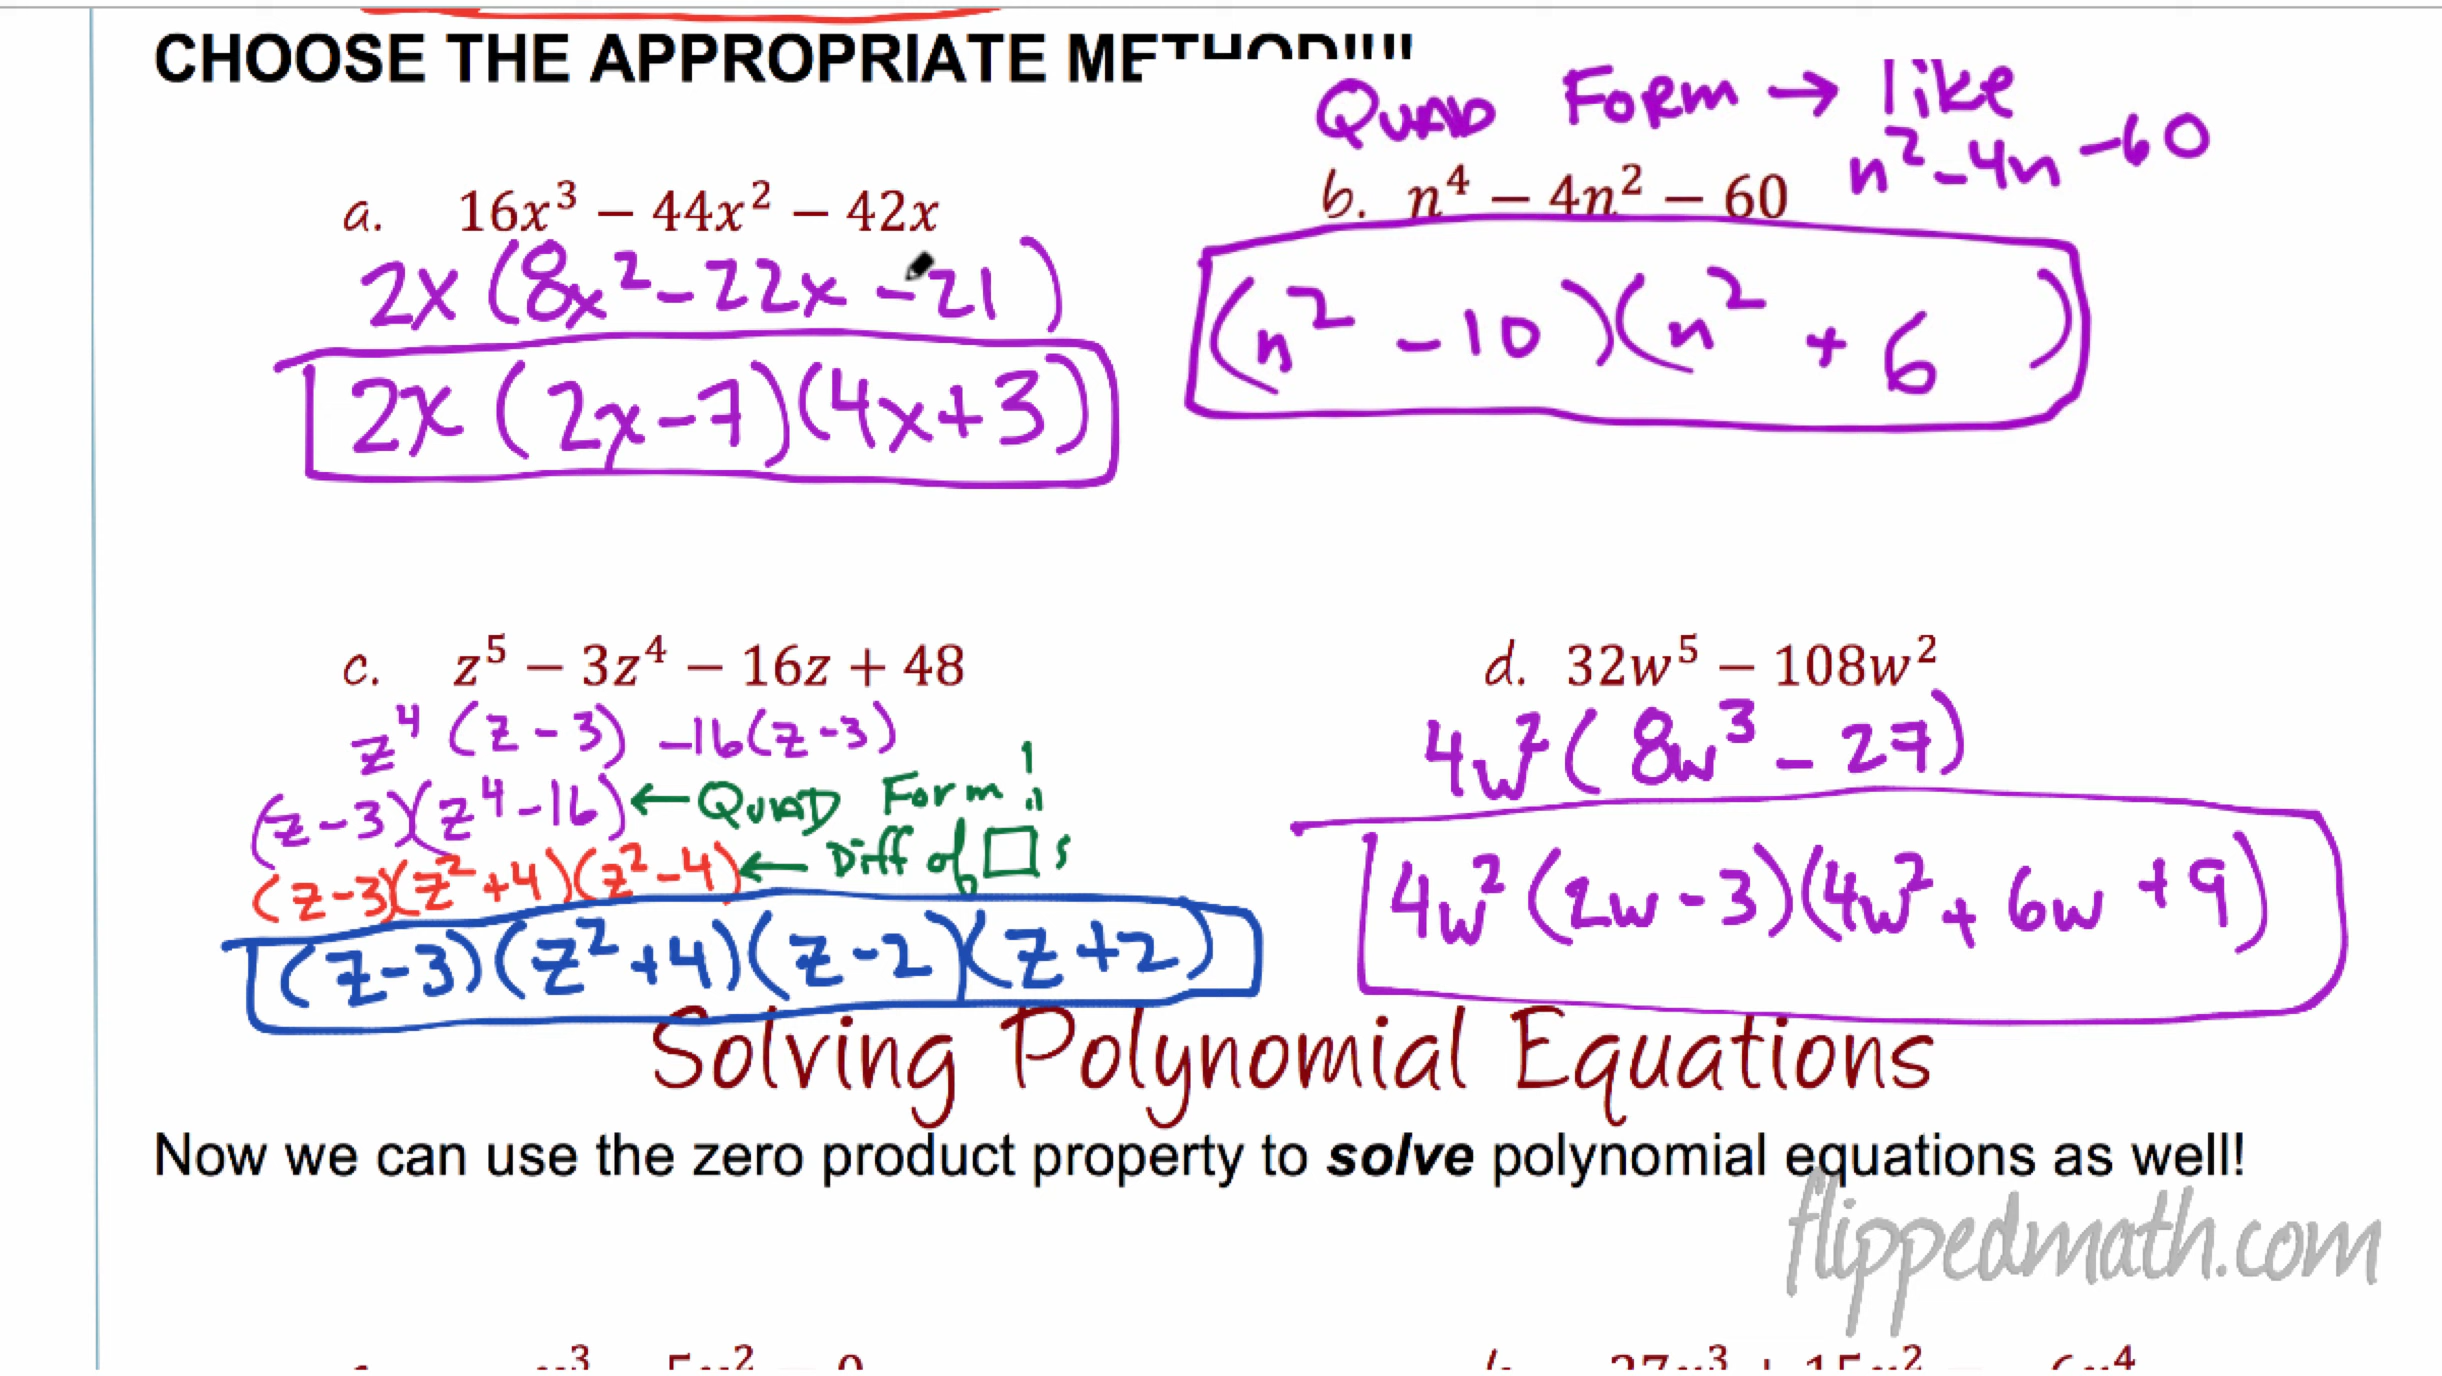 CHOOSE THE APPROPRIATE METHOD!!!
Quad Form → like
n² - 4n - 60
a. 16x³ − 44x² − 42x
2x (8x² - 22x - 21)
2x (2x - 7)(4x + 3)
b. n⁴ − 4n² − 60
(n² - 10)(n² + 6)
c. z⁵ − 3z⁴ − 16z + 48
z⁴ (z - 3) - 16(z - 3)
(z - 3)(z⁴ - 16) ← Quad Form!
(z - 3)(z² + 4)(z² - 4) ← Diff of □s
(z - 3)(z² + 4)(z - 2)(z + 2)
d. 32w⁵ − 108w²
4w² (8w³ - 27)
4w² (2w - 3)(4w² + 6w + 9)
Solving Polynomial Equations
Now we can use the zero product property to solve polynomial equations as well!
flippedmath.com